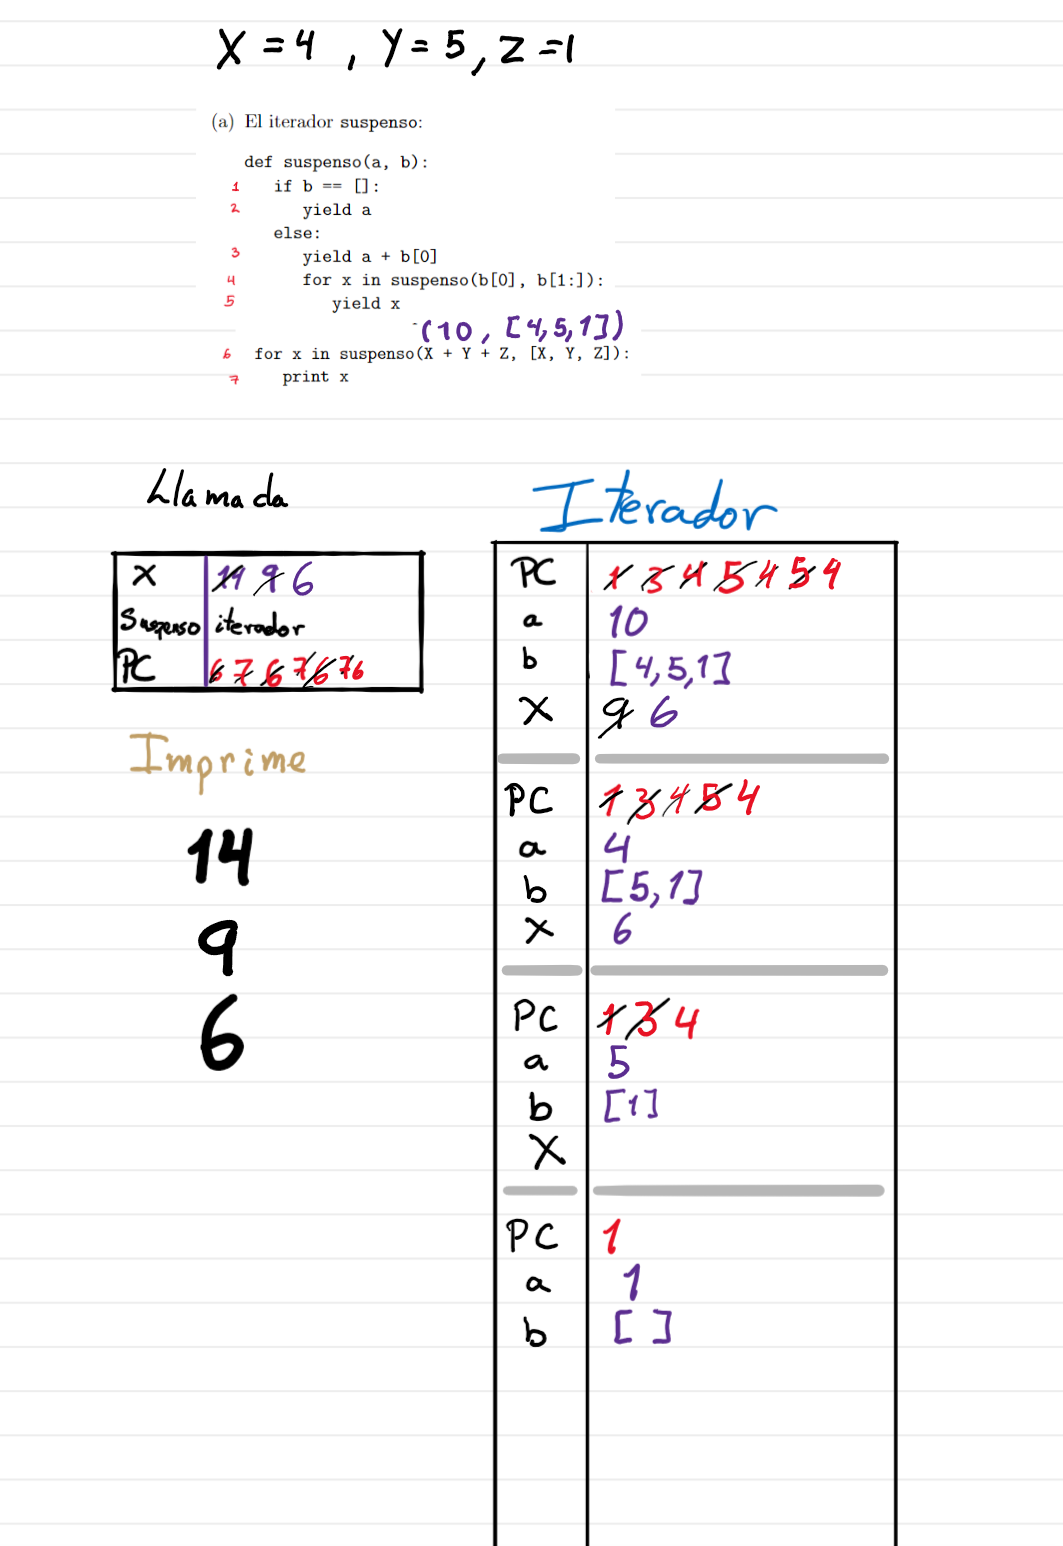 X = 4 , Y = 5, Z = 1
(a) El iterador suspenso:
def suspenso(a, b):
1 if b == []:
2 yield a
else:
3 yield a + b[0]
4 for x in suspenso(b[0], b[1:]):
5 yield x
(10, [4,5,1])
6 for x in suspenso(X + Y + Z, [X, Y, Z]):
7 print x
Llamada
X 14 9 6
Suspenso iterador
PC 6 7 6 7 6 7 6
Imprime
14
9
6
Iterador
PC 1 3 4 5 4 5 4
a 10
b [4,5,1]
X 9 6
PC 1 3 4 5 4
a 4
b [5,1]
X 6
PC 1 3 4
a 5
b [1]
X
PC 1
a 1
b [ ]